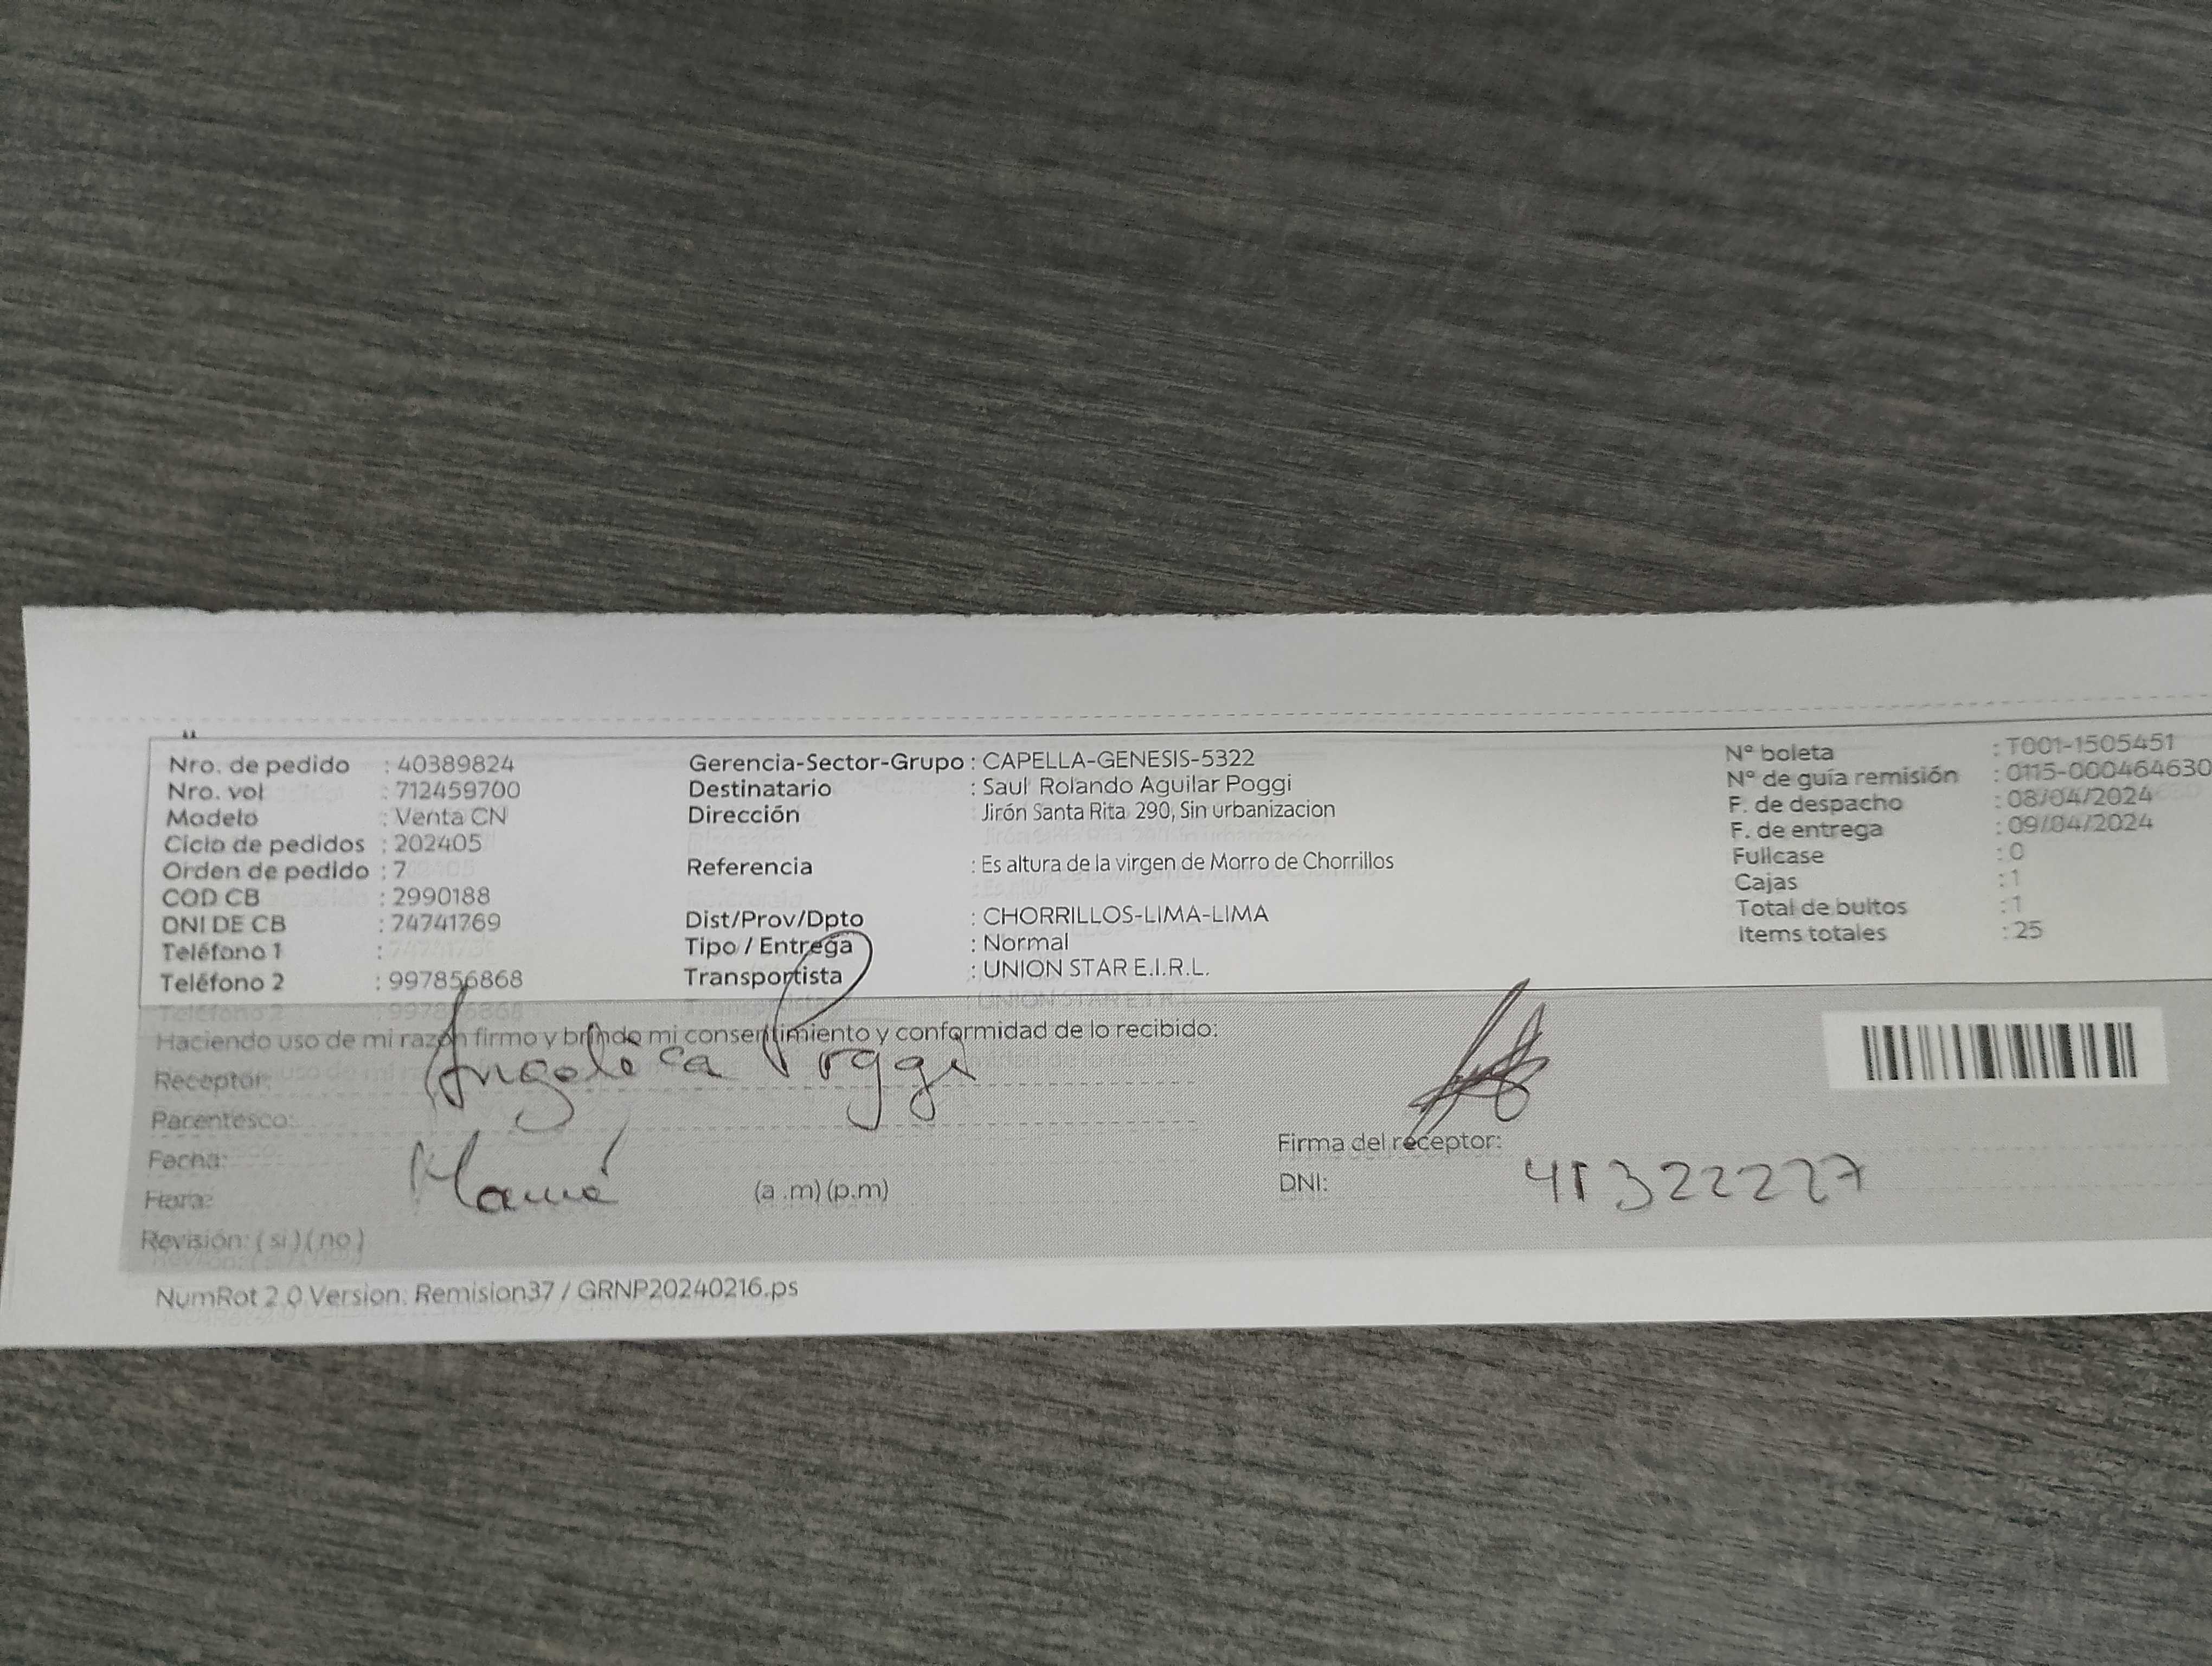 Nro. de pedido : 40389824
Nro. vol : 712459700
Modelo : Venta CN
Ciclo de pedidos : 202405
Orden de pedido : 7
COD CB : 2990188
DNI DE CB : 74741769
Teléfono 1 :
Teléfono 2 : 997856868
Gerencia-Sector-Grupo : CAPELLA-GENESIS-5322
Destinatario : Saul Rolando Aguilar Poggi
Dirección : Jirón Santa Rita 290, Sin urbanizacion
Referencia : Es altura de la virgen de Morro de Chorrillos
Dist/Prov/Dpto : CHORRILLOS-LIMA-LIMA
Tipo / Entrega : Normal
Transportista : UNION STAR E.I.R.L.
N° boleta : T001-1505451
N° de guía remisión : 0115-000464630
F. de despacho : 08/04/2024
F. de entrega : 09/04/2024
Fullcase : 0
Cajas : 1
Total de bultos : 1
Items totales : 25
Haciendo uso de mi razón firmo y brindo mi consentimiento y conformidad de lo recibido:
Receptor: Angelica Poggi
Parentesco:
Fecha:
Hora: Mamá (a .m) (p.m)
Revisión: ( si ) ( no )
Firma del receptor:
DNI: 41322227
NumRot 2.0 Version. Remision37 / GRNP20240216.ps